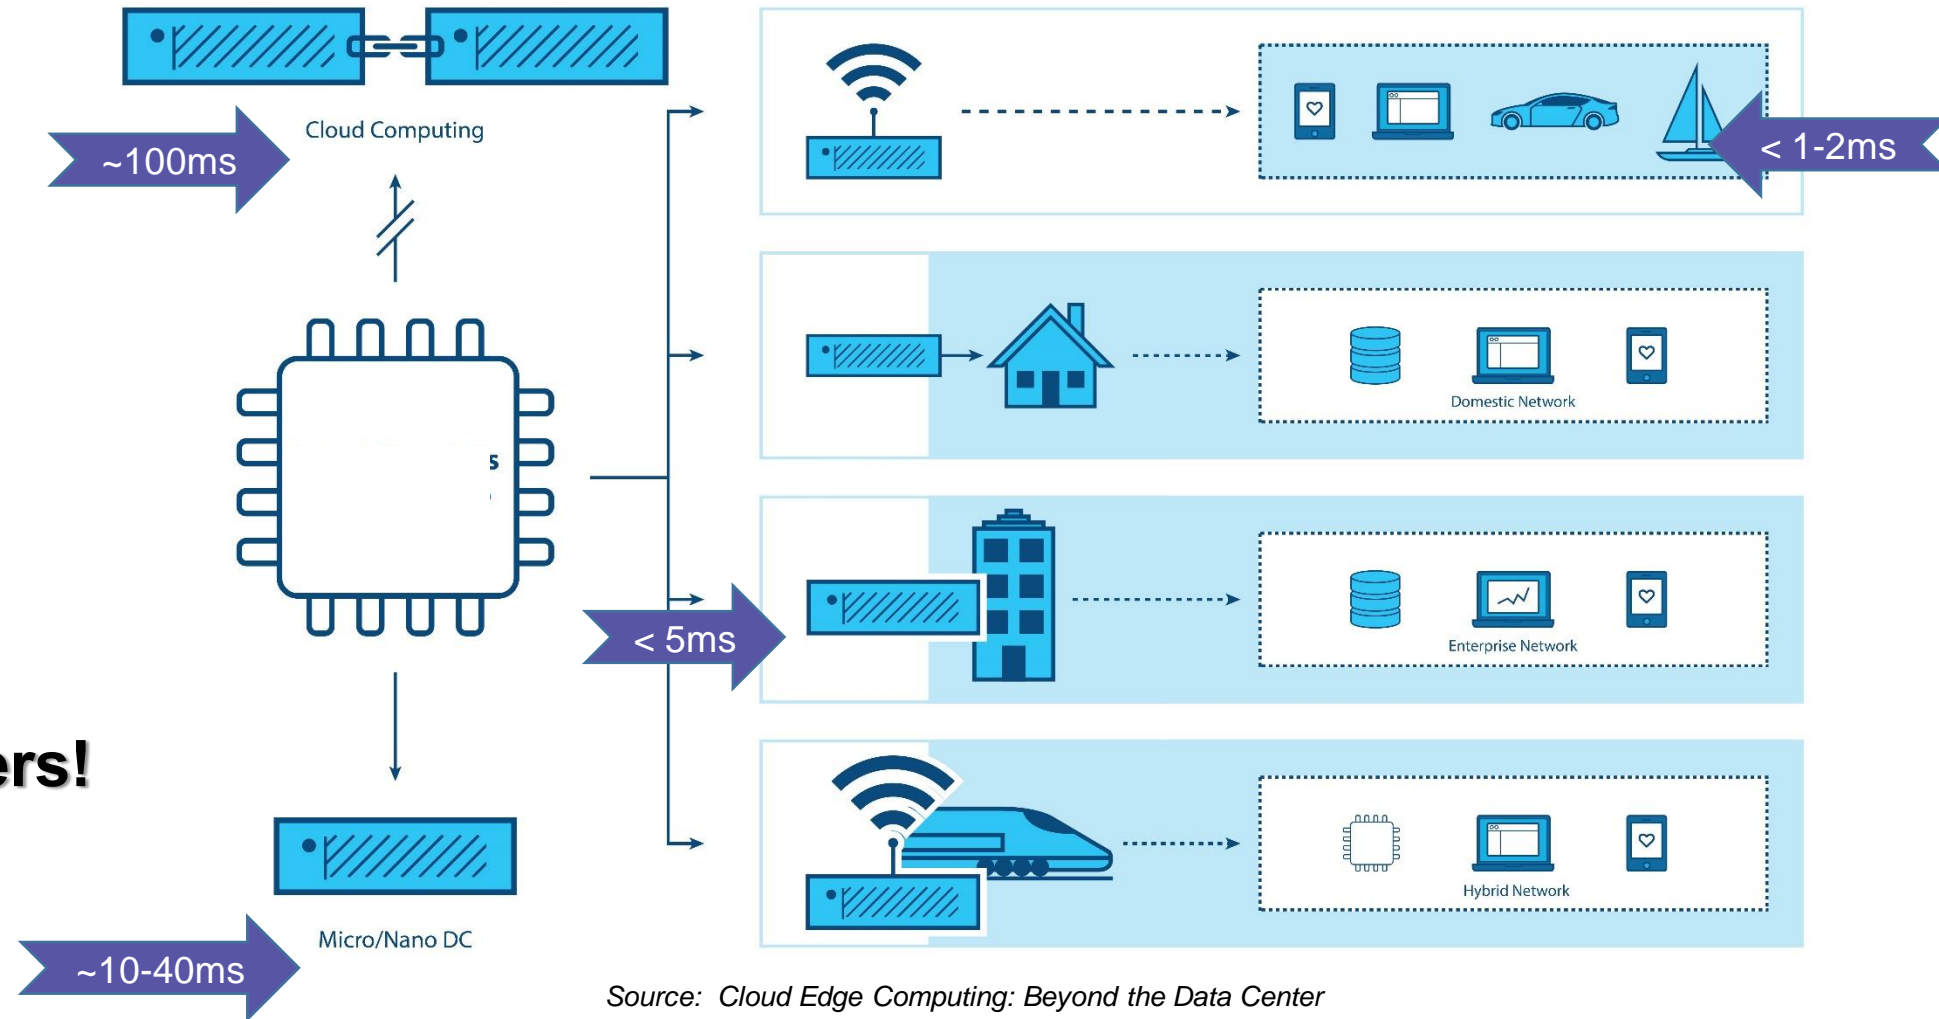 Cloud Computing
~100ms
< 1-2ms
Domestic Network
s
< 5ms
Enterprise Network
ers!
Hybrid Network
Micro/Nano DC
~10-40ms
Source: Cloud Edge Computing: Beyond the Data Center